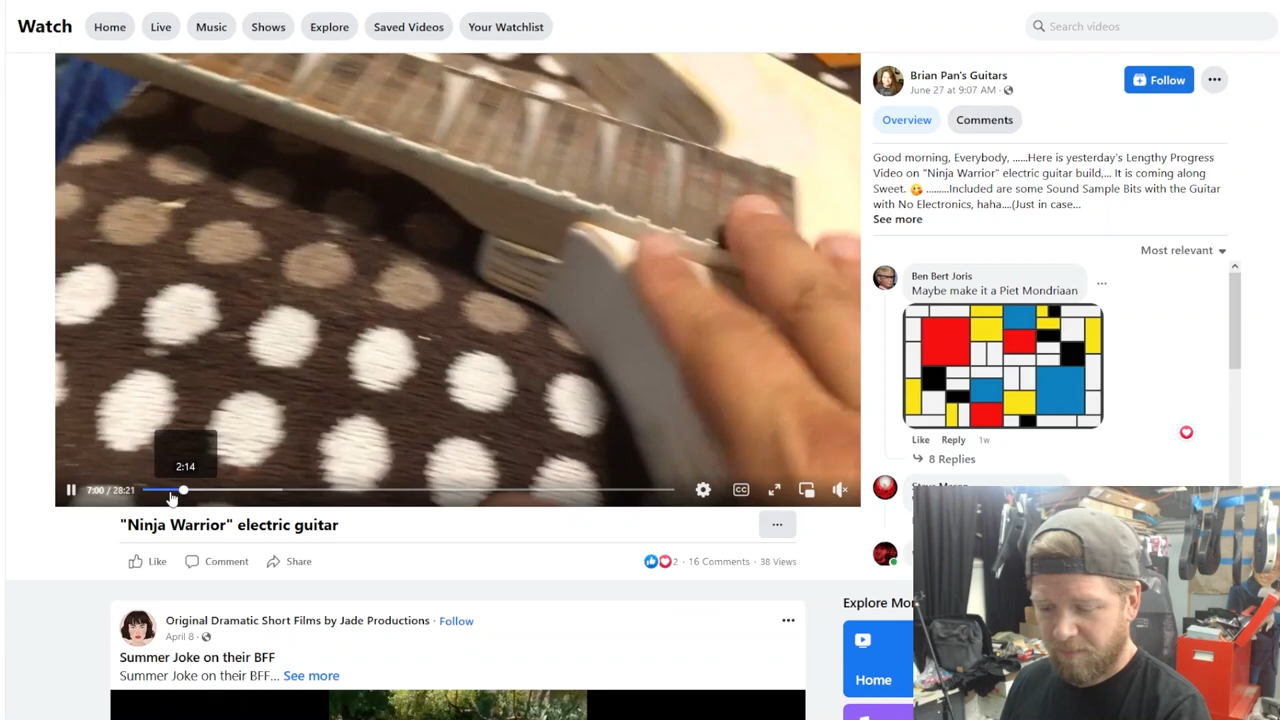 Watch
Home
Live
Music
Shows
Explore
Saved Videos
Your Watchlist
Search videos
Brian Pan's Guitars
June 27 at 9:07 AM ·
Follow
Overview
Comments
Good morning, Everybody, ......Here is yesterday's Lengthy Progress
Video on "Ninja Warrior" electric guitar build,... It is coming along
Sweet. 😋 .........Included are some Sound Sample Bits with the Guitar
with No Electronics, haha....(Just in case...
See more
Most relevant
Ben Bert Joris
Maybe make it a Piet Mondriaan
Like Reply 1w
8 Replies
2:14
7:00 / 28:21
CC
"Ninja Warrior" electric guitar
Like
Comment
Share
2 · 16 Comments · 38 Views
Original Dramatic Short Films by Jade Productions · Follow
April 8 ·
Summer Joke on their BFF
Summer Joke on their BFF... See more
Home